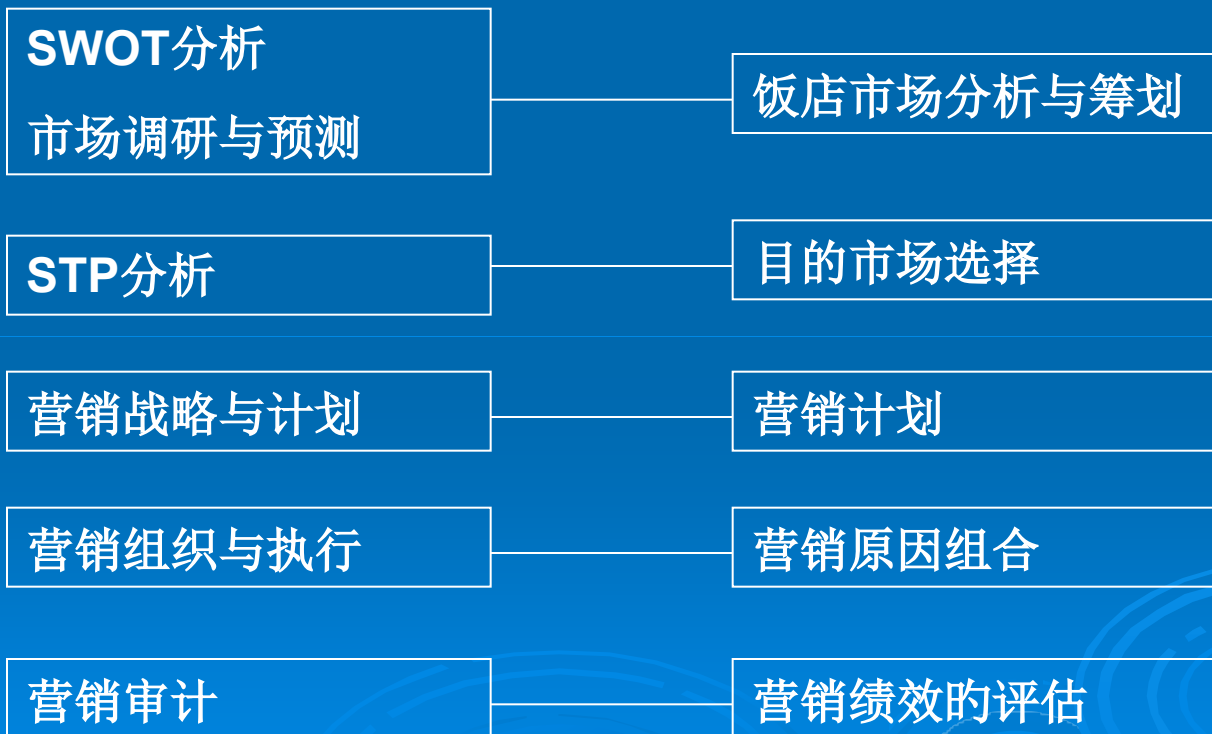 SWOT分析
市场调研与预测
饭店市场分析与筹划
STP分析
目的市场选择
营销战略与计划
营销计划
营销组织与执行
营销原因组合
营销审计
营销绩效旳评估